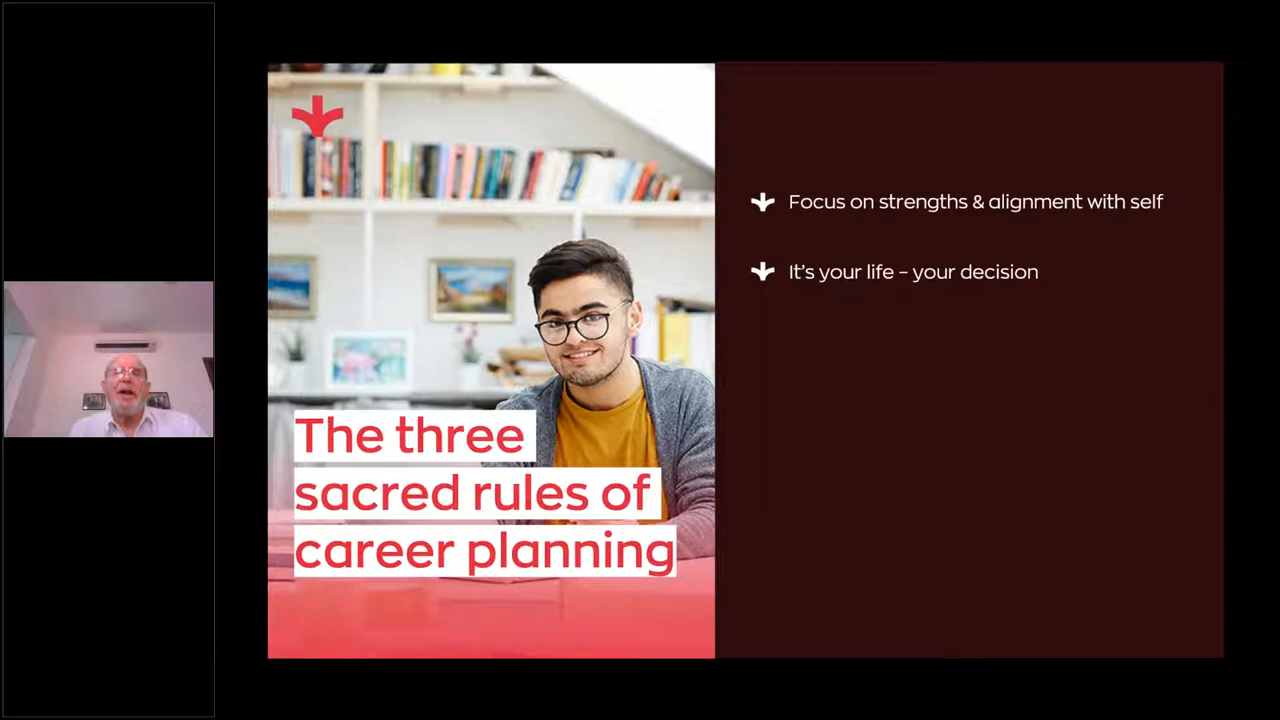 The three
sacred rules of
career planning
Focus on strengths & alignment with self
It's your life – your decision